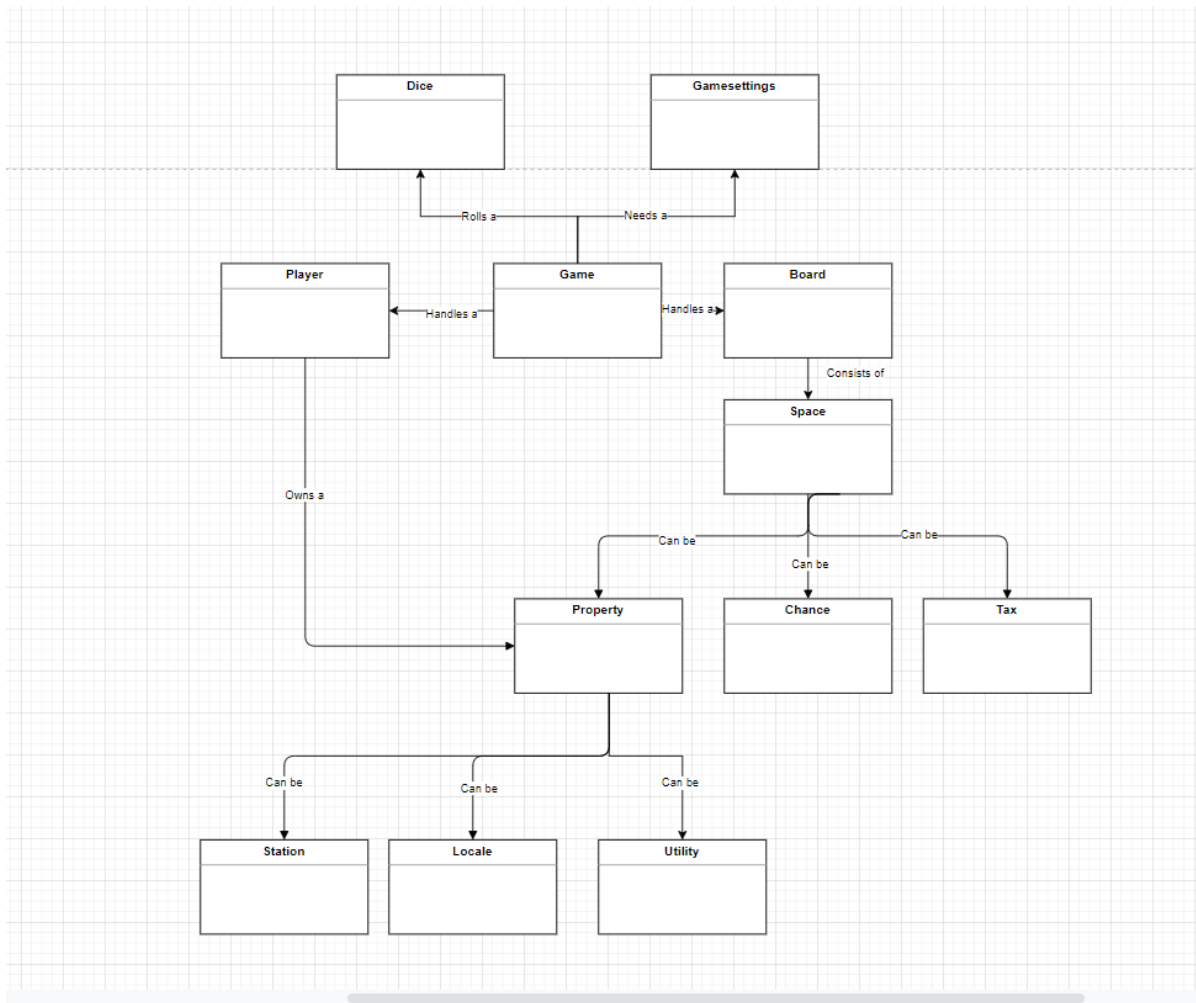 Dice
Gamesettings
Rolls a
Needs a
Player
Game
Board
Handles a
Handles a
Consists of
Space
Owns a
Can be
Can be
Can be
Property
Chance
Tax
Can be
Can be
Can be
Station
Locale
Utility